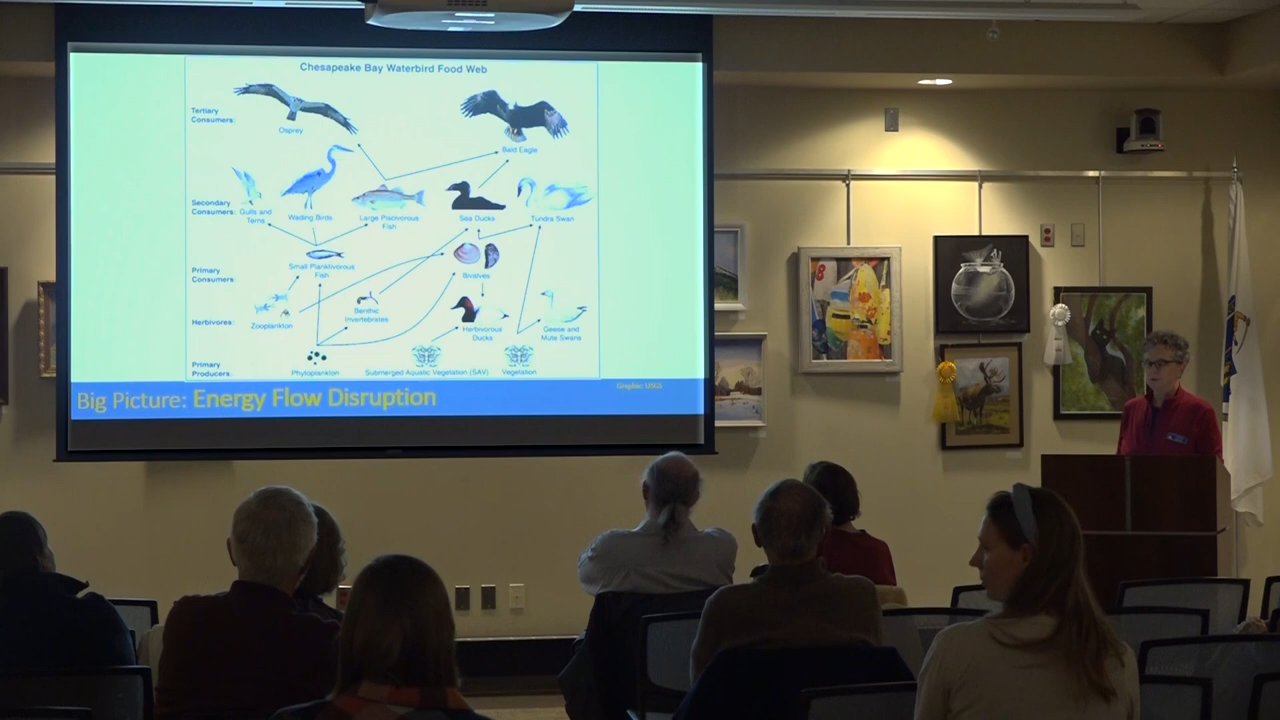 Chesapeake Bay Waterbird Food Web
Tertiary
Consumers:
Osprey
Bald Eagle
Secondary
Consumers:
Gulls and
Terns
Wading Birds
Large Piscivorous
Fish
Sea Ducks
Tundra Swan
Primary
Consumers
Small Planktivorous
Fish
Bivalves
Herbivores:
Zooplankton
Benthic
Invertebrates
Herbivorous
Ducks
Geese and
Mute Swans
Primary
Producers:
Phytoplankton
Submerged Aquatic Vegetation (SAV)
Vegetation
Big Picture: Energy Flow Disruption
Graphic: USGS
8